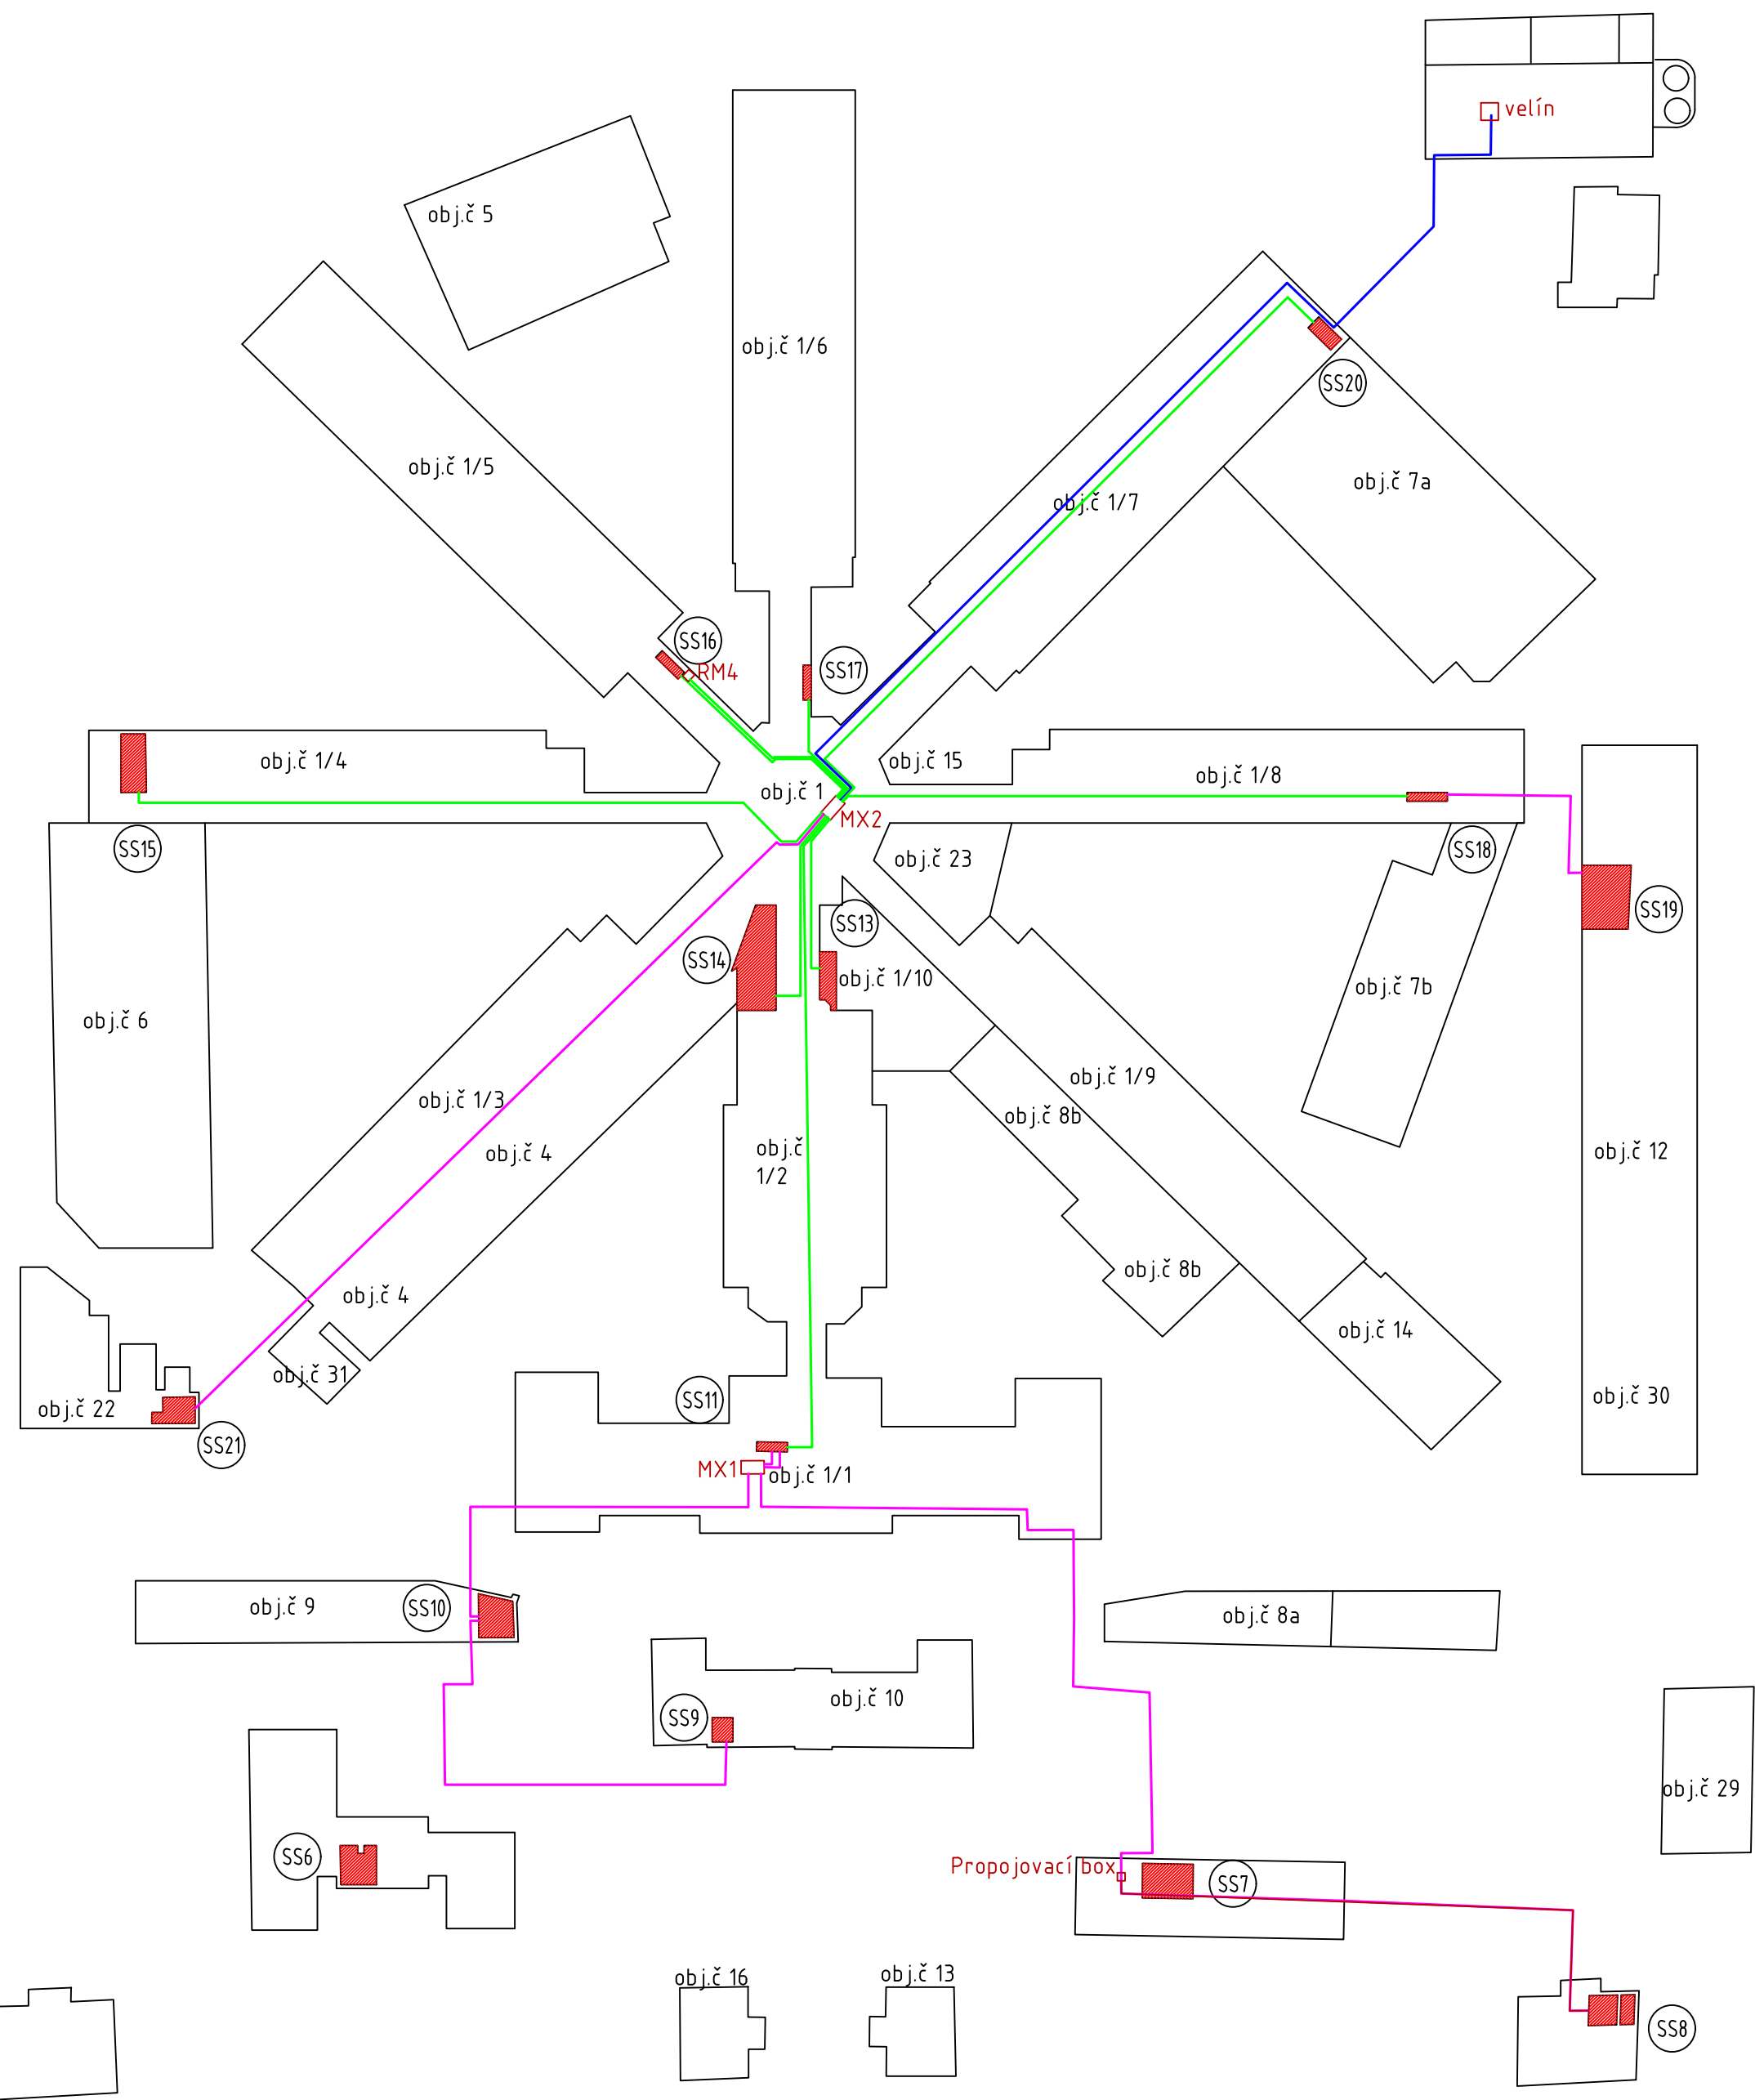 velín
obj.č 5
obj.č 1/6
SS20
obj.č 1/5
obj.č 7a
obj.č 1/7
SS16
RM4
SS17
obj.č 1/4
obj.č 15
obj.č 1/8
obj.č 1
MX2
SS15
SS18
obj.č 23
SS19
SS13
SS14
obj.č 1/10
obj.č 7b
obj.č 6
obj.č 1/9
obj.č 1/3
obj.č 8b
obj.č 4
obj.č
1/2
obj.č 12
obj.č 8b
obj.č 4
obj.č 14
obj.č 31
obj.č 30
SS11
obj.č 22
SS21
MX1
obj.č 1/1
obj.č 9
SS10
obj.č 8a
obj.č 10
SS9
obj.č 29
SS6
Propojovací box
SS7
obj.č 16
obj.č 13
SS8